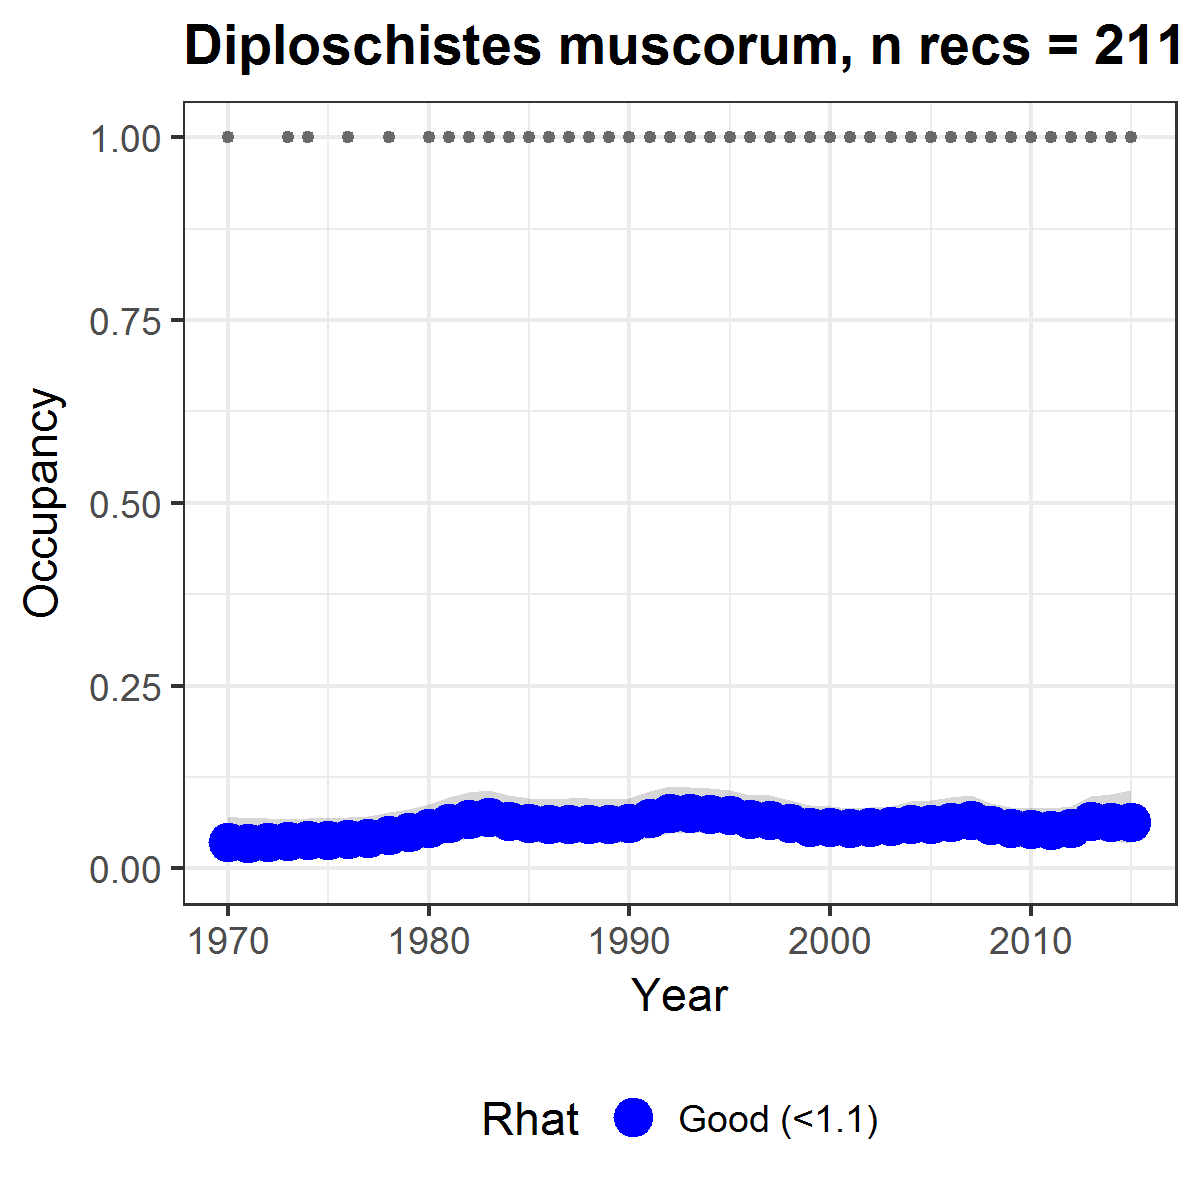 Diploschistes muscorum, n recs = 211
1.00
0.75
0.50
0.25
0.00
Occupancy
1970 1980 1990 2000 2010
Year
Rhat Good (<1.1)